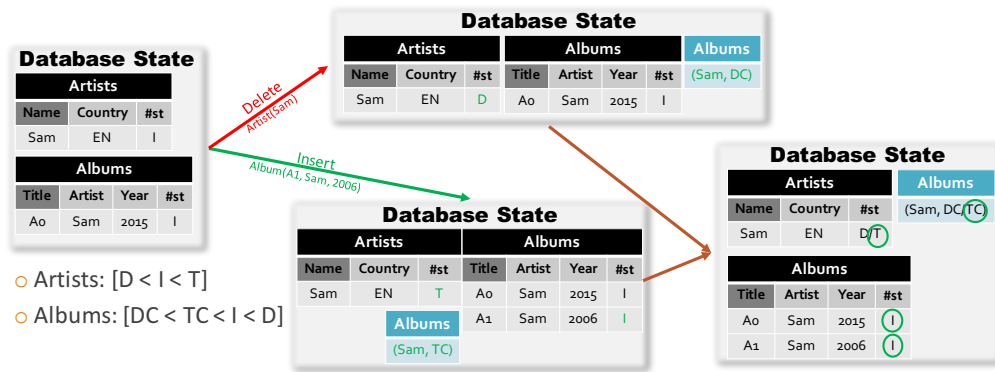 Database State
Artists
Name Country #st
Sam EN I
Albums
Title Artist Year #st
A0 Sam 2015 I
Artists: [D < I < T]
Albums: [DC < TC < I < D]
Delete
Artist(Sam)
Insert
Album(A1, Sam, 2006)
Database State
Artists Albums Albums
Name Country #st Title Artist Year #st (Sam, DC)
Sam EN D A0 Sam 2015 I
Database State
Artists Albums
Name Country #st Title Artist Year #st
Sam EN T A0 Sam 2015 I
A1 Sam 2006 I
Albums
(Sam, TC)
Database State
Artists Albums
Name Country #st (Sam, DC/TC)
Sam EN D/T
Albums
Title Artist Year #st
A0 Sam 2015 I
A1 Sam 2006 I